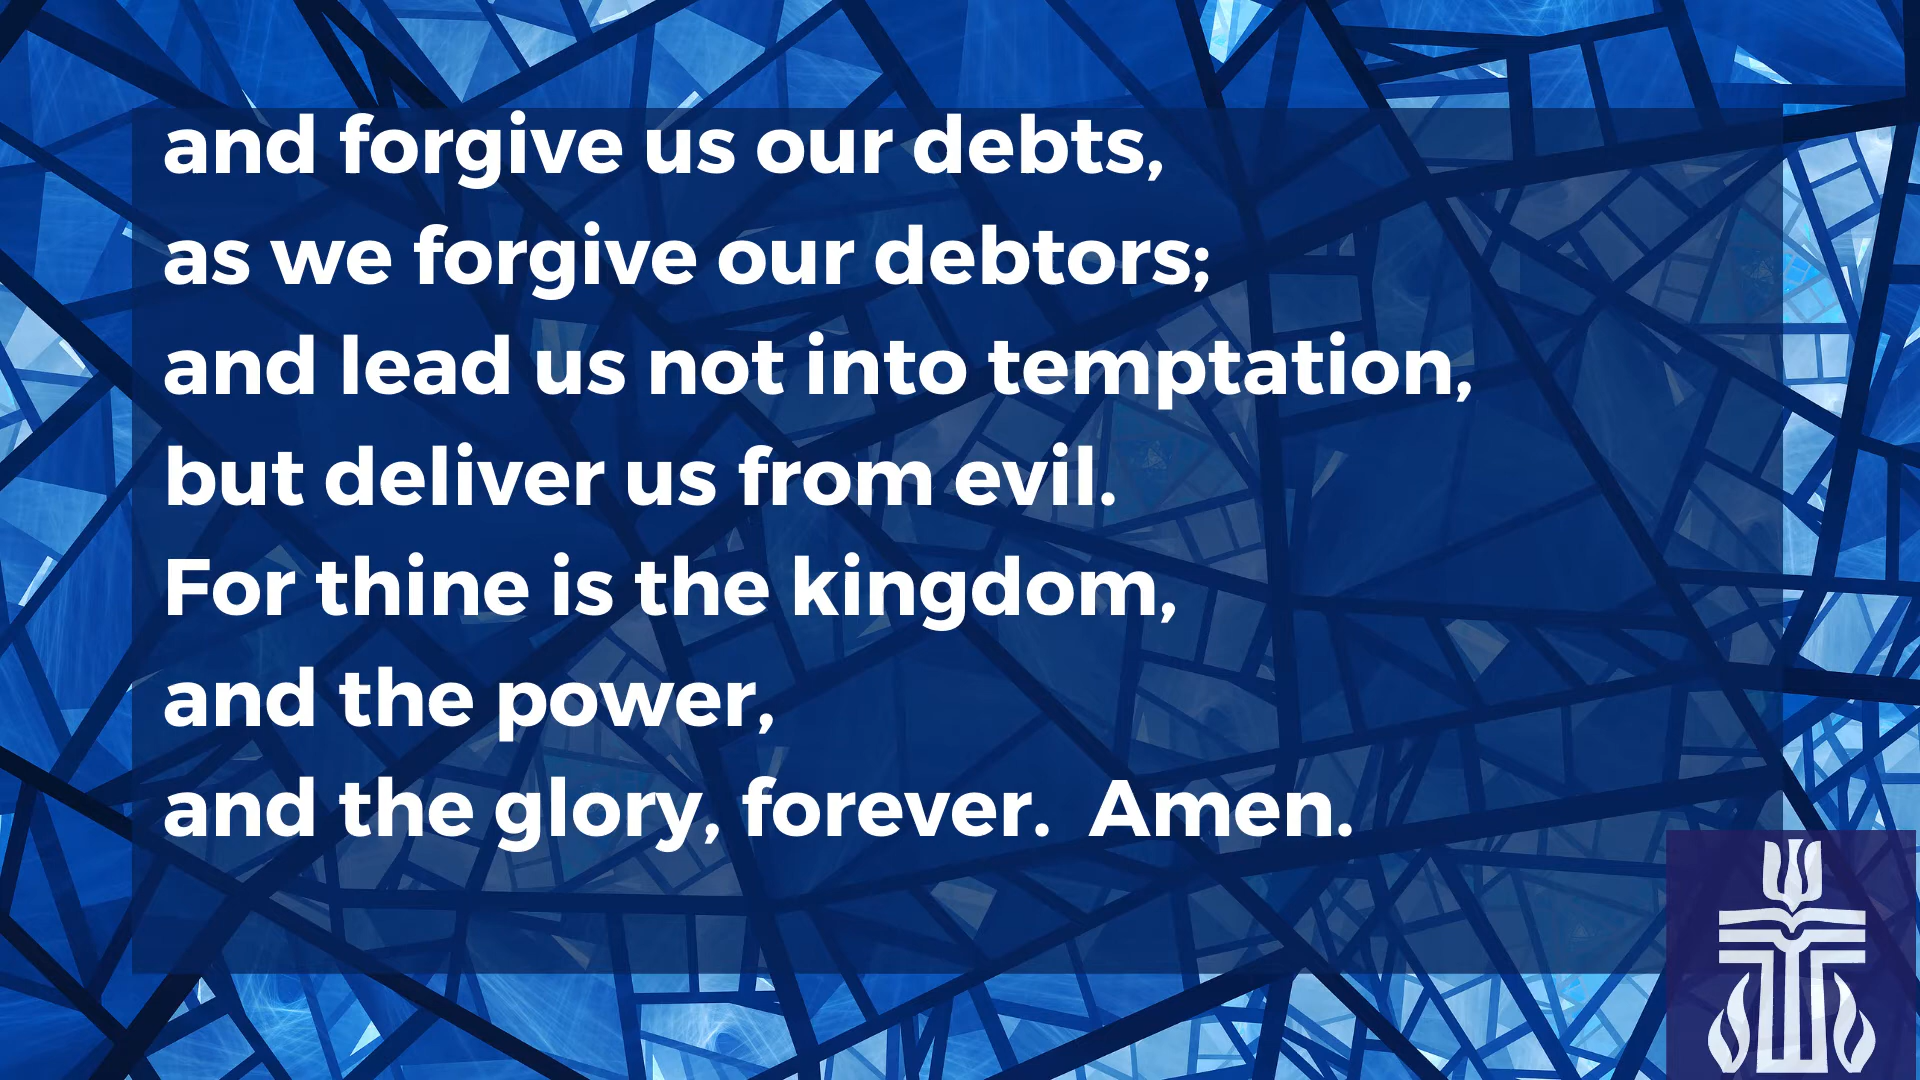 and forgive us our debts,
as we forgive our debtors;
and lead us not into temptation,
but deliver us from evil.
For thine is the kingdom,
and the power,
and the glory, forever.  Amen.